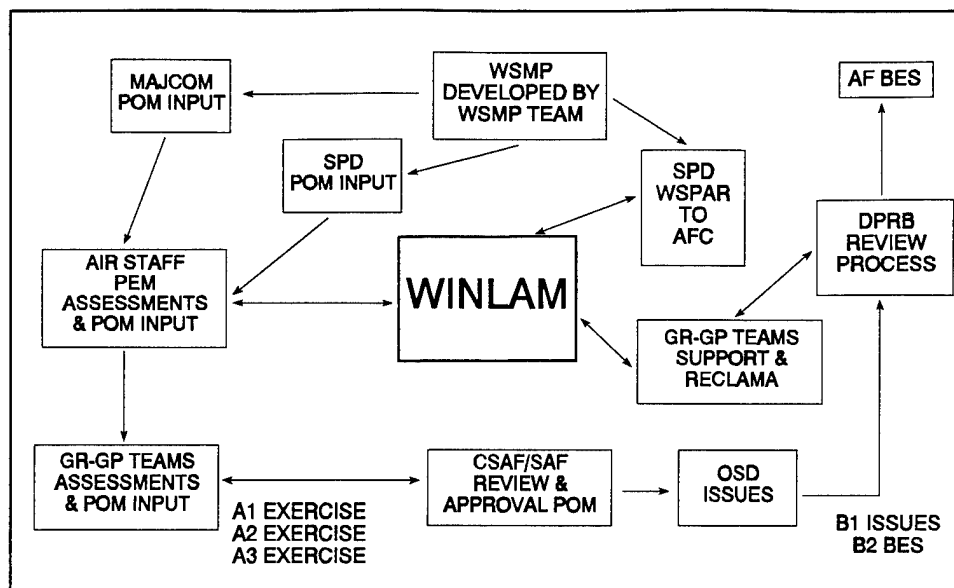 MAJCOM
POM INPUT
WSMP
DEVELOPED BY
WSMP TEAM
AF BES
SPD
POM INPUT
SPD
WSPAR
TO
AFC
DPRB
REVIEW
PROCESS
AIR STAFF
PEM
ASSESSMENTS
& POM INPUT
WINLAM
GR-GP TEAMS
SUPPORT &
RECLAMA
GR-GP TEAMS
ASSESSMENTS
& POM INPUT
A1 EXERCISE
A2 EXERCISE
A3 EXERCISE
CSAF/SAF
REVIEW &
APPROVAL POM
OSD
ISSUES
B1 ISSUES
B2 BES